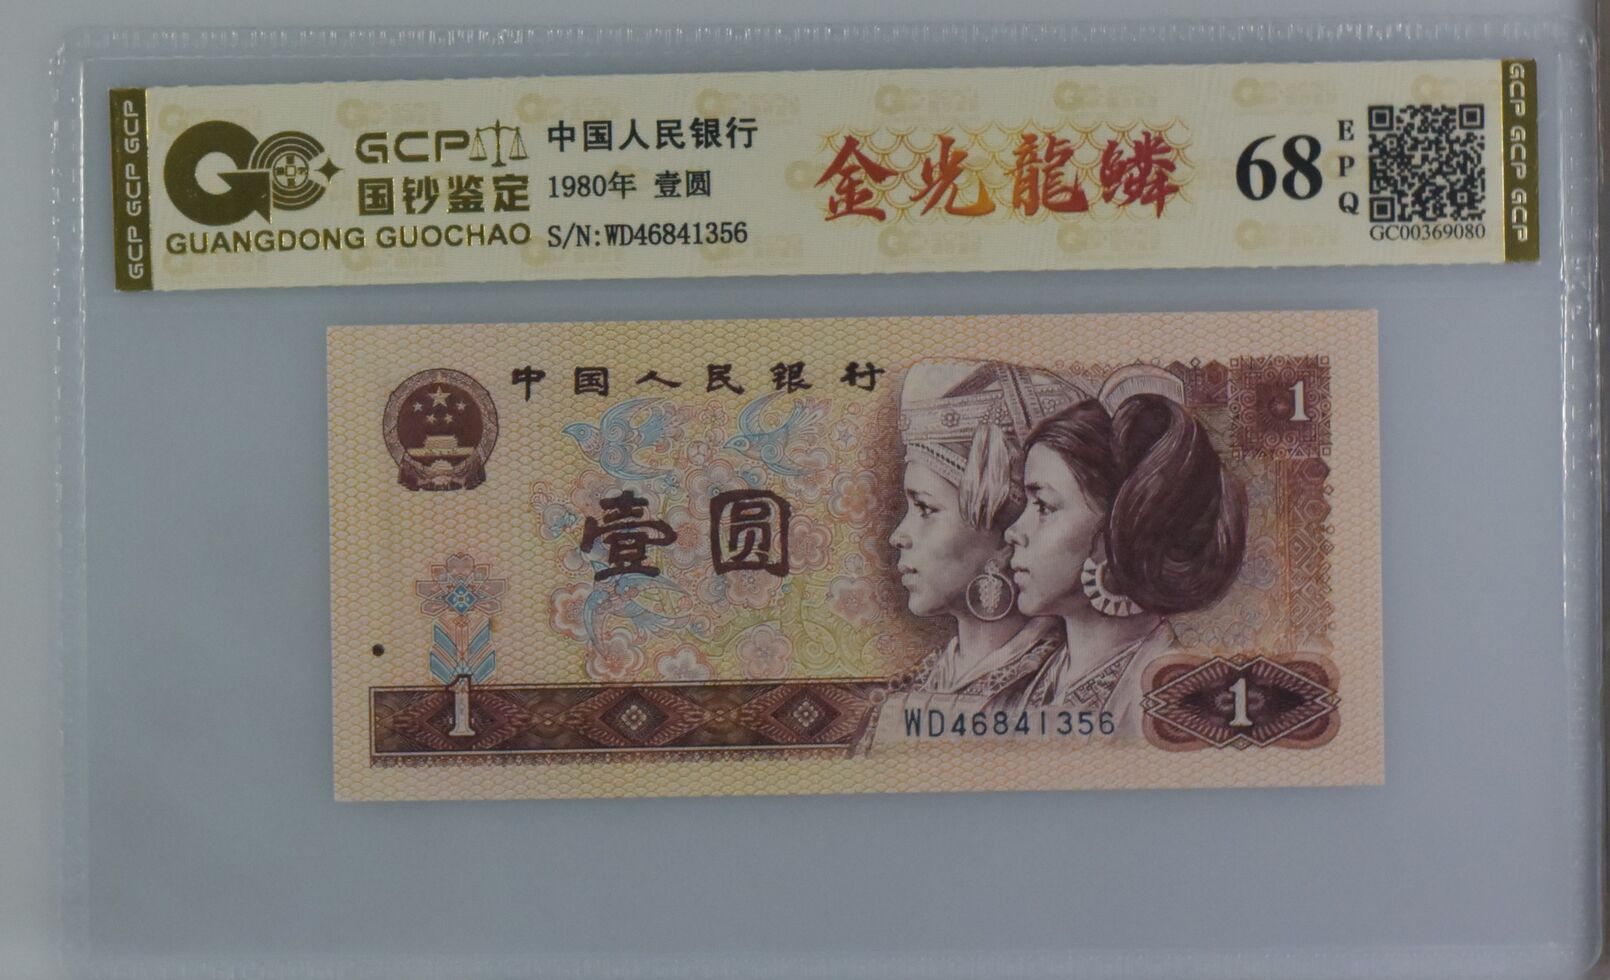 GCP GCP GCP
GCP
国钞鉴定
GUANGDONG GUOCHAO
中国人民银行
1980年 壹圆
S/N:WD46841356
金光龍鱗
68
EPQ
GC00369080
GCP GCP GCP
中国人民银行
1
壹圆
1
WD46841356
1